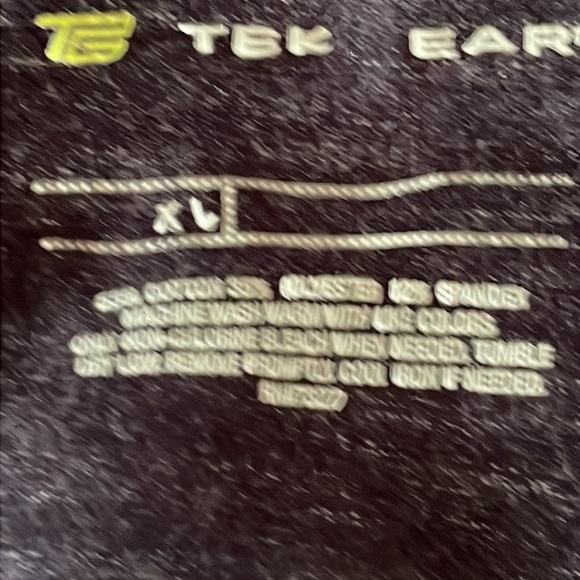 TEK EAR
XL
COTTON POLYESTER SPANDEX
MACHINE WASH WARM WITH LIKE COLORS.
ONLY NON-CHLORINE BLEACH WHEN NEEDED. TUMBLE
DRY LOW. REMOVE PROMPTLY. COOL IRON IF NEEDED.